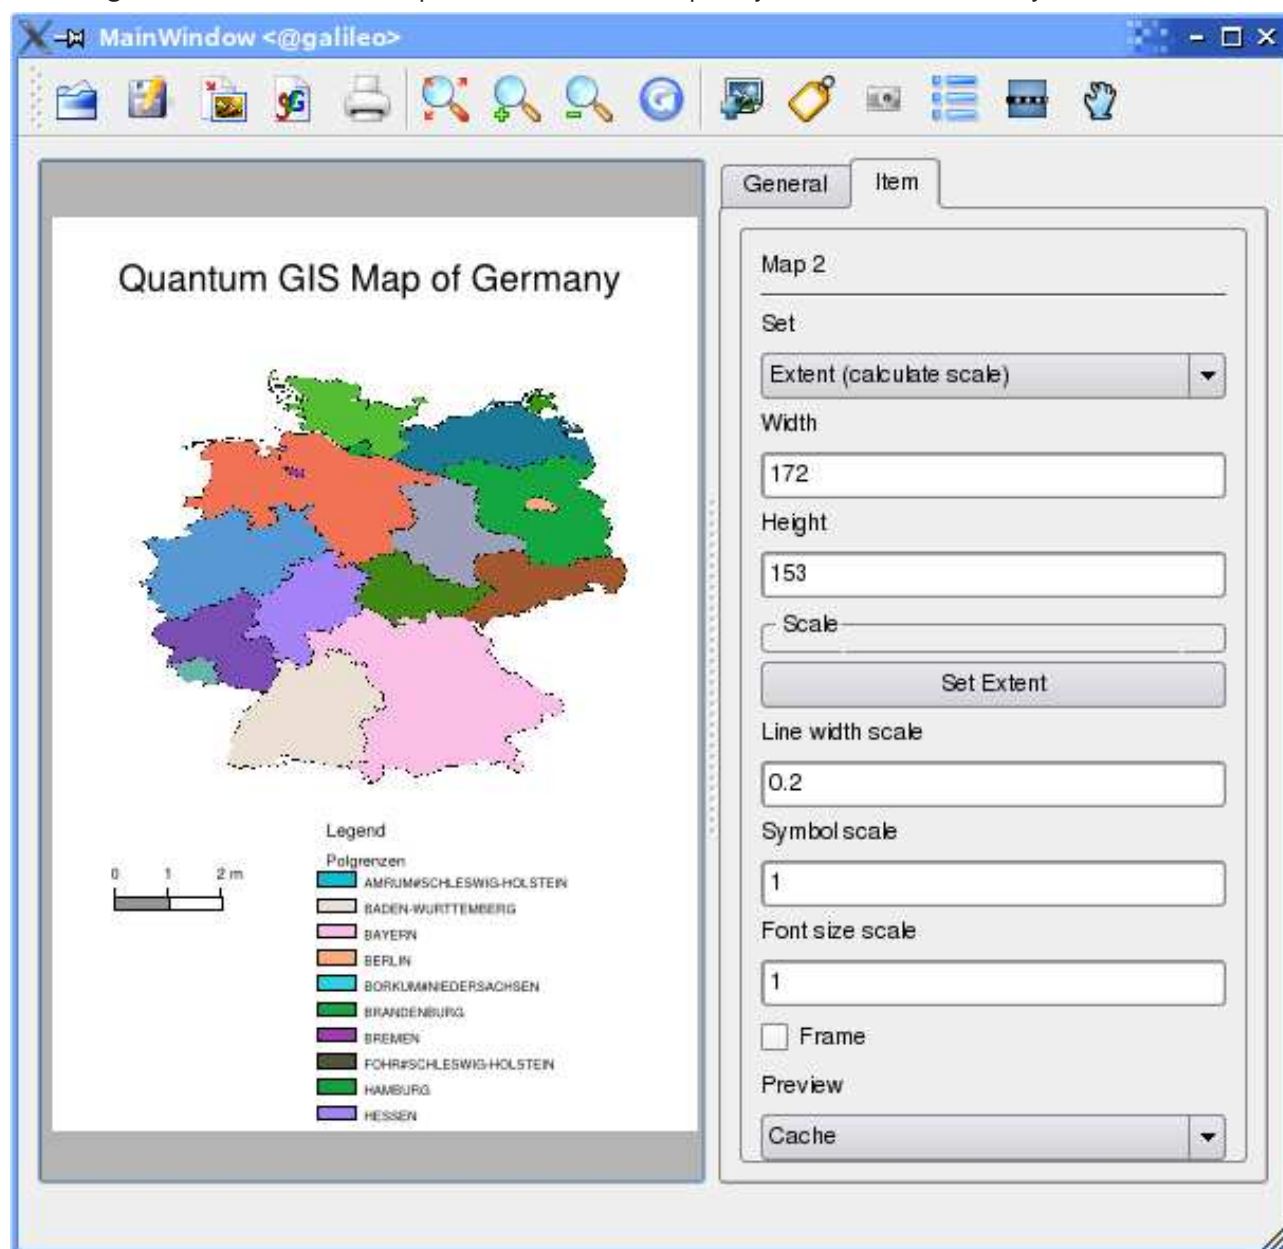 MainWindow <@galileo>
General Item
Quantum GIS Map of Germany
Map 2
Set
Extent (calculate scale)
Width
172
Height
153
Scale
Set Extent
Line width scale
0.2
Symbol scale
1
Font size scale
1
Frame
Preview
Cache
Legend
Polgrenzen
0 1 2 m
AMRUM#SCHLESWIG-HOLSTEIN
BADEN-WURTTEMBERG
BAYERN
BERLIN
BORKUM#NIEDERSACHSEN
BRANDENBURG
BREMEN
FOHR#SCHLESWIG-HOLSTEIN
HAMBURG
HESSEN